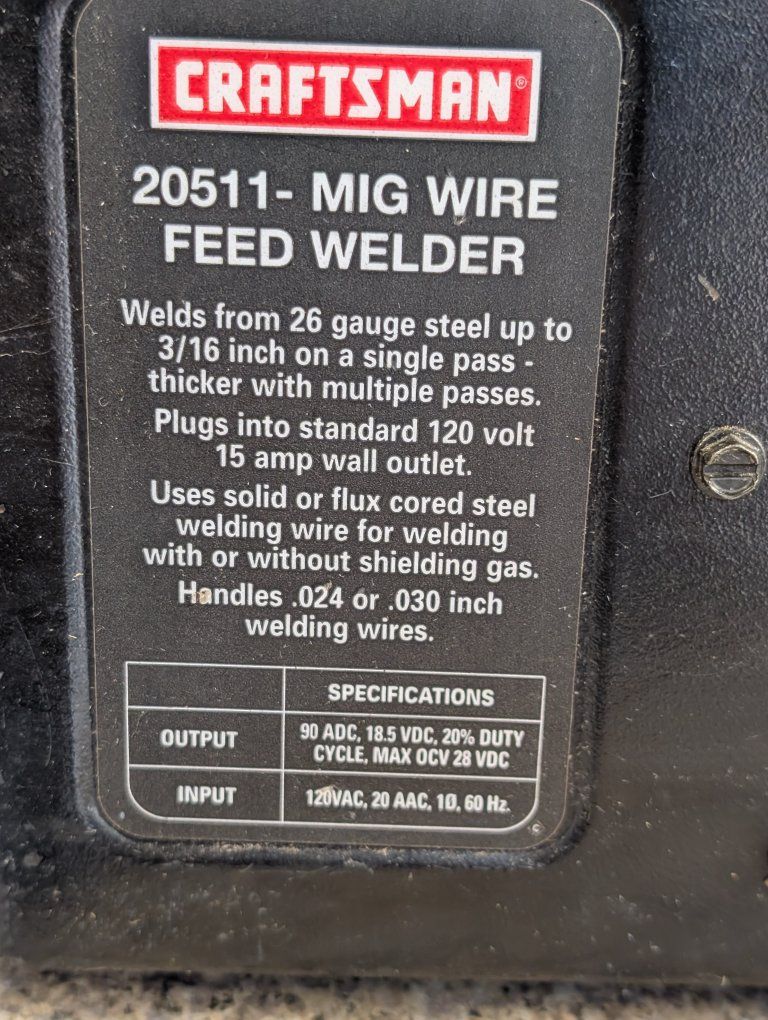 CRAFTSMAN®
20511- MIG WIRE
FEED WELDER
Welds from 26 gauge steel up to
3/16 inch on a single pass -
thicker with multiple passes.
Plugs into standard 120 volt
15 amp wall outlet.
Uses solid or flux cored steel
welding wire for welding
with or without shielding gas.
Handles .024 or .030 inch
welding wires.
SPECIFICATIONS
OUTPUT
90 ADC, 18.5 VDC, 20% DUTY
CYCLE, MAX OCV 28 VDC
INPUT
120VAC, 20 AAC, 1Ø, 60 Hz.